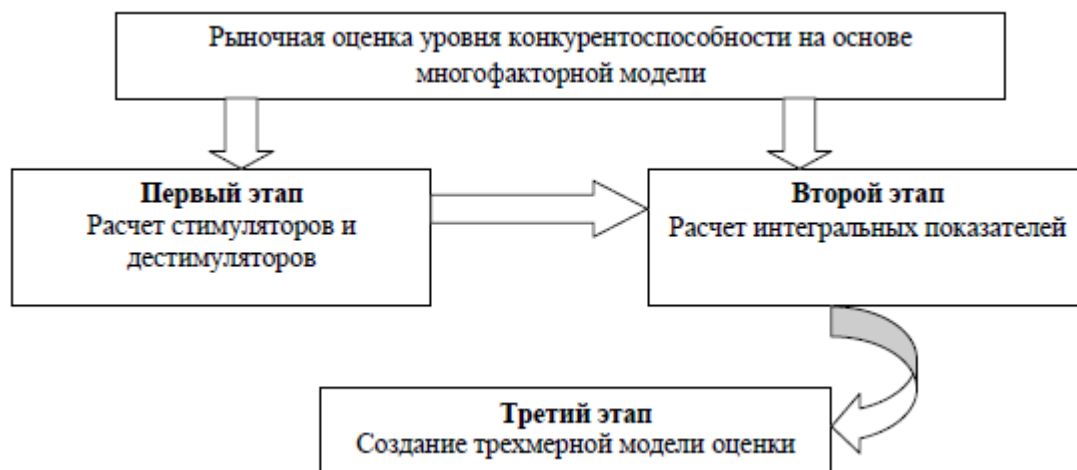 Рыночная оценка уровня конкурентоспособности на основе
многофакторной модели
Первый этап
Расчет стимуляторов и
дестимуляторов
Второй этап
Расчет интегральных показателей
Третий этап
Создание трехмерной модели оценки